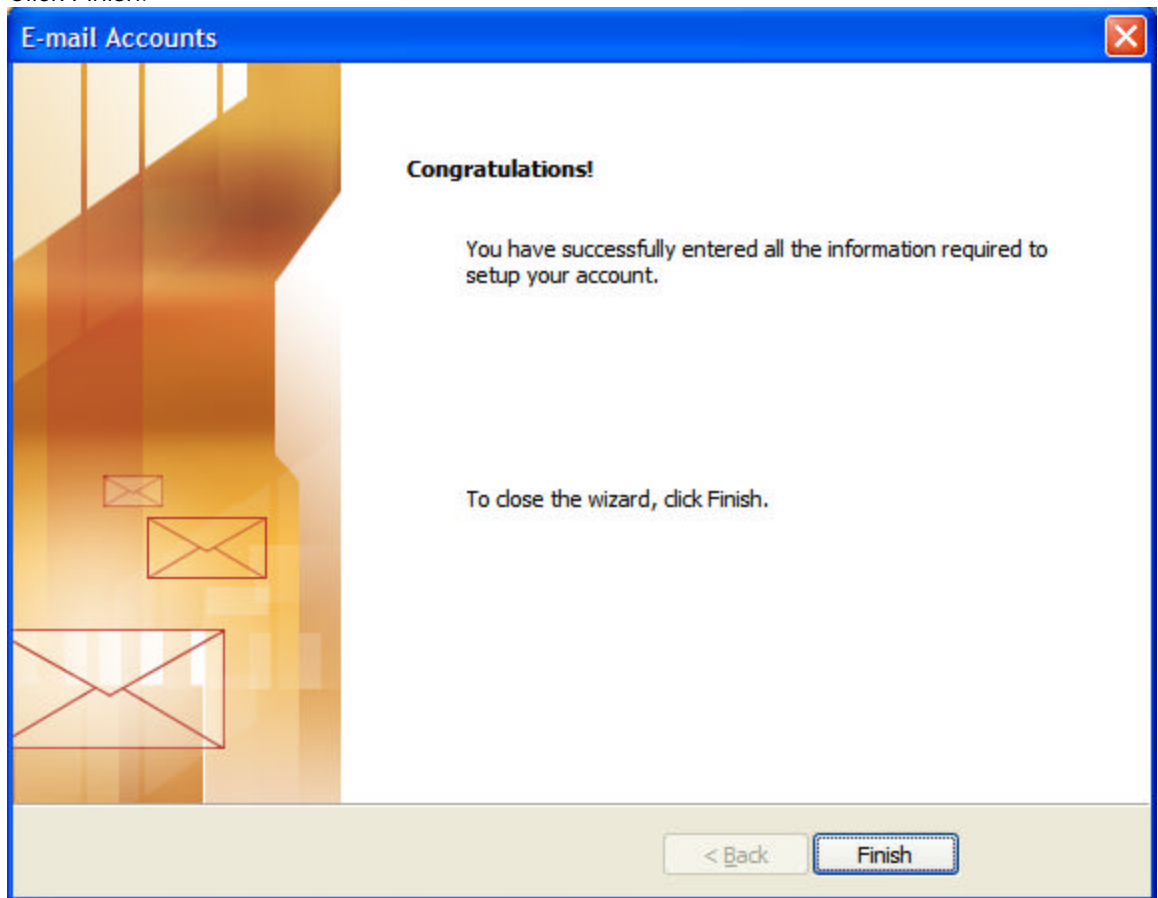 E-mail Accounts
Congratulations!
You have successfully entered all the information required to
setup your account.
To close the wizard, click Finish.
< Back
Finish